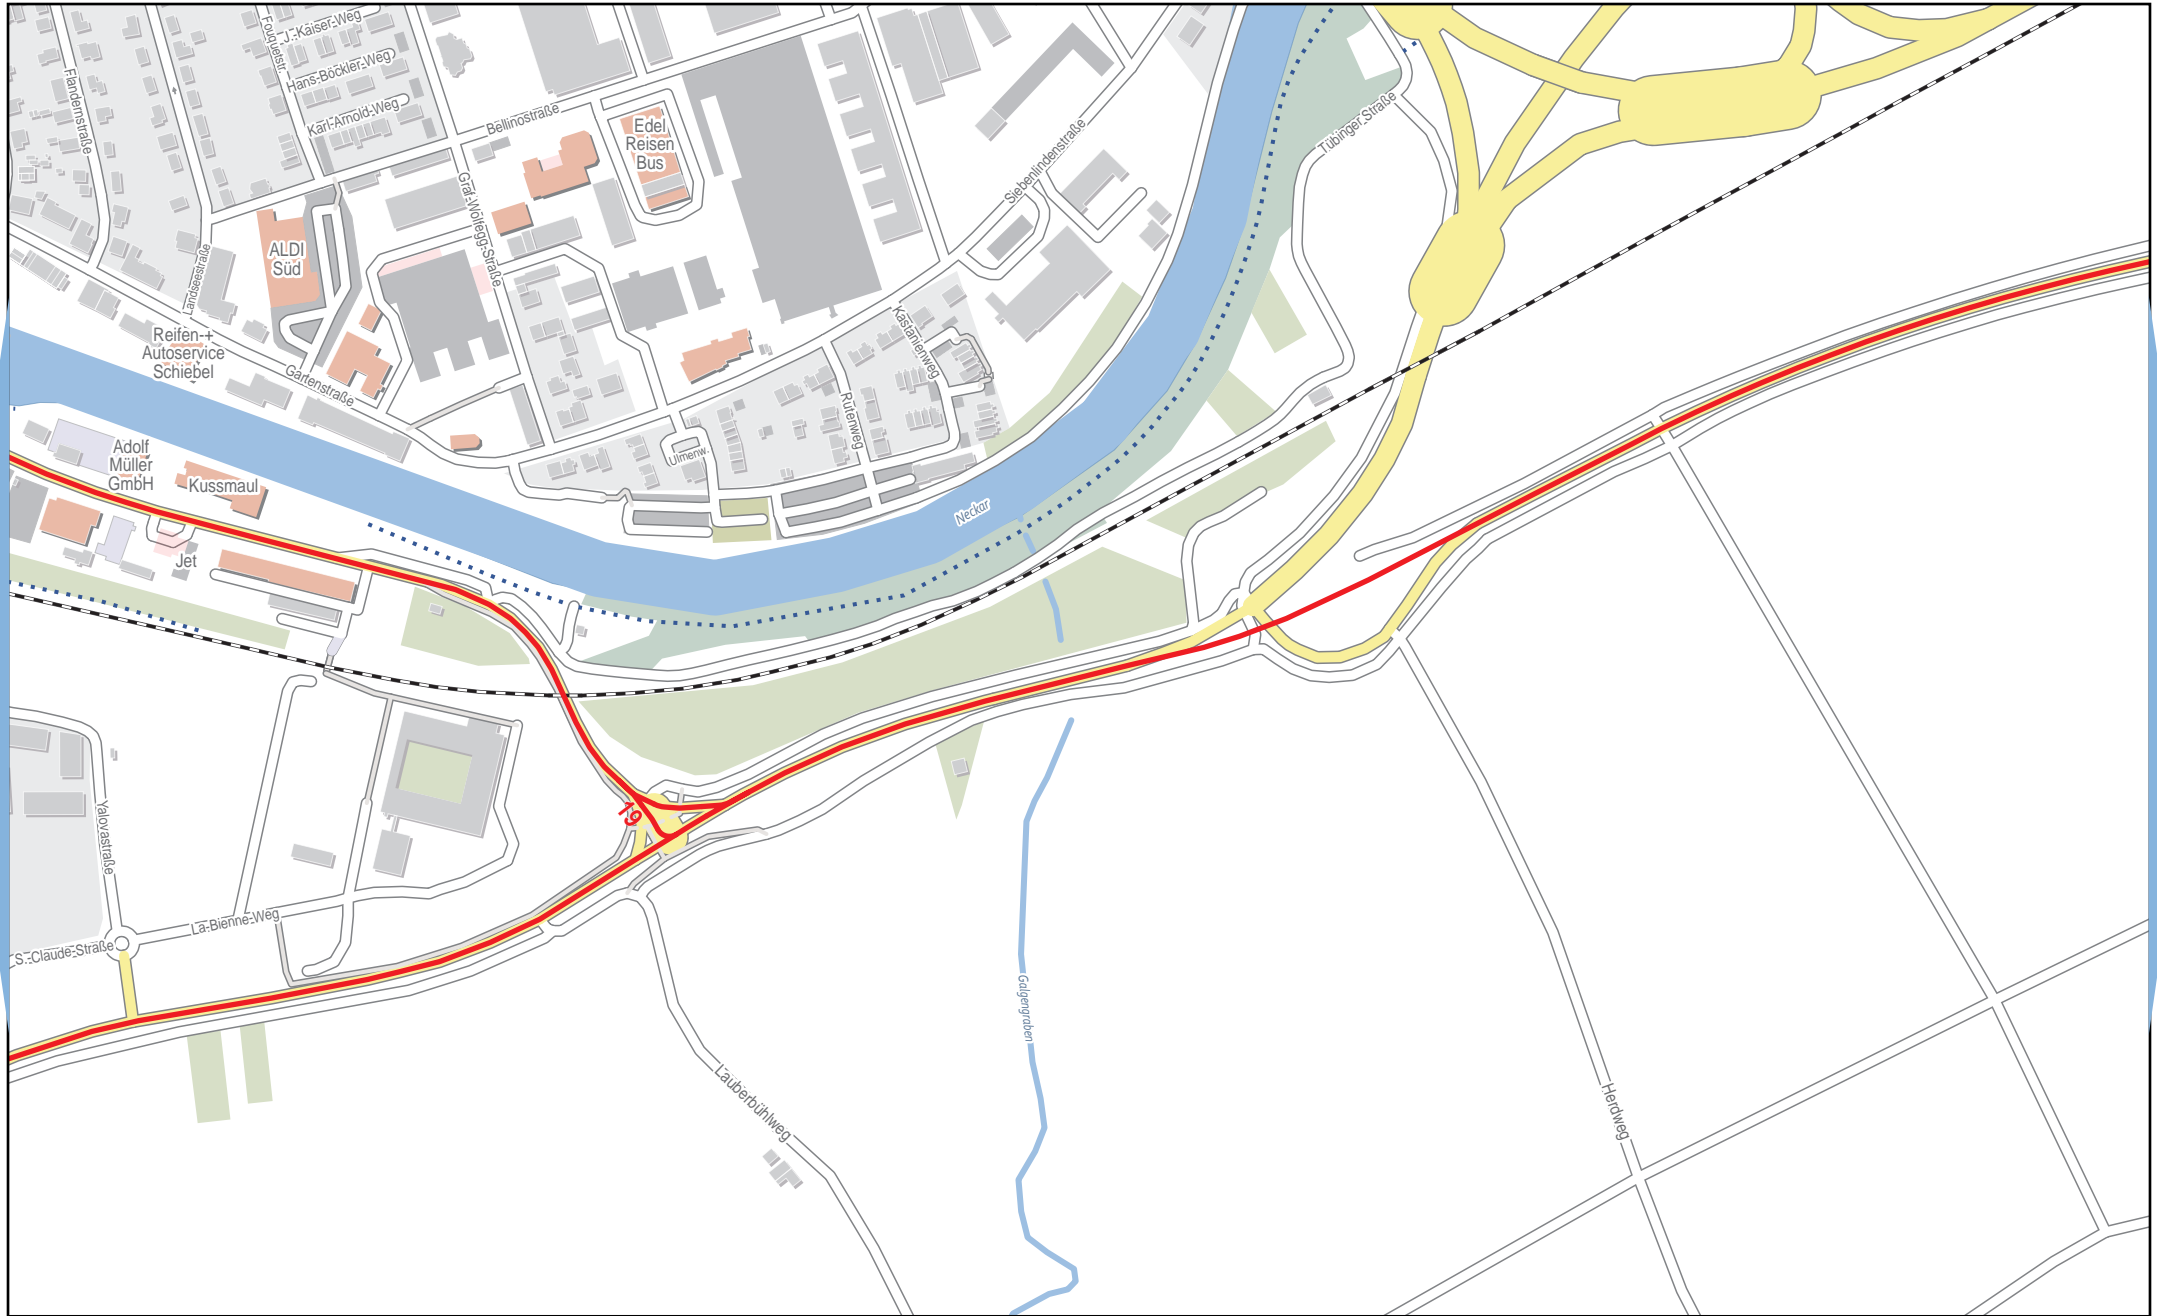 J.-Kaiser-Weg
Fouquetstr.
Hans-Böckler-Weg
Flandernstraße
Karl-Arnold-Weg
Bellinostraße
Edel
Reisen
Bus
Tübinger Straße
Siebenlindenstraße
Graf-Wolfegg-Straße
ALDI
Süd
Landseestraße
Reifen-+
Autoservice
Schiebel
Gartenstraße
Kastanienweg
Rutenweg
Ulmenw.
Adolf
Müller
GmbH
Kussmaul
Neckar
Jet
19
Yalovastraße
La-Bienne-Weg
S.-Claude-Straße
Galgengraben
Lauberbühlweg
Herdweg